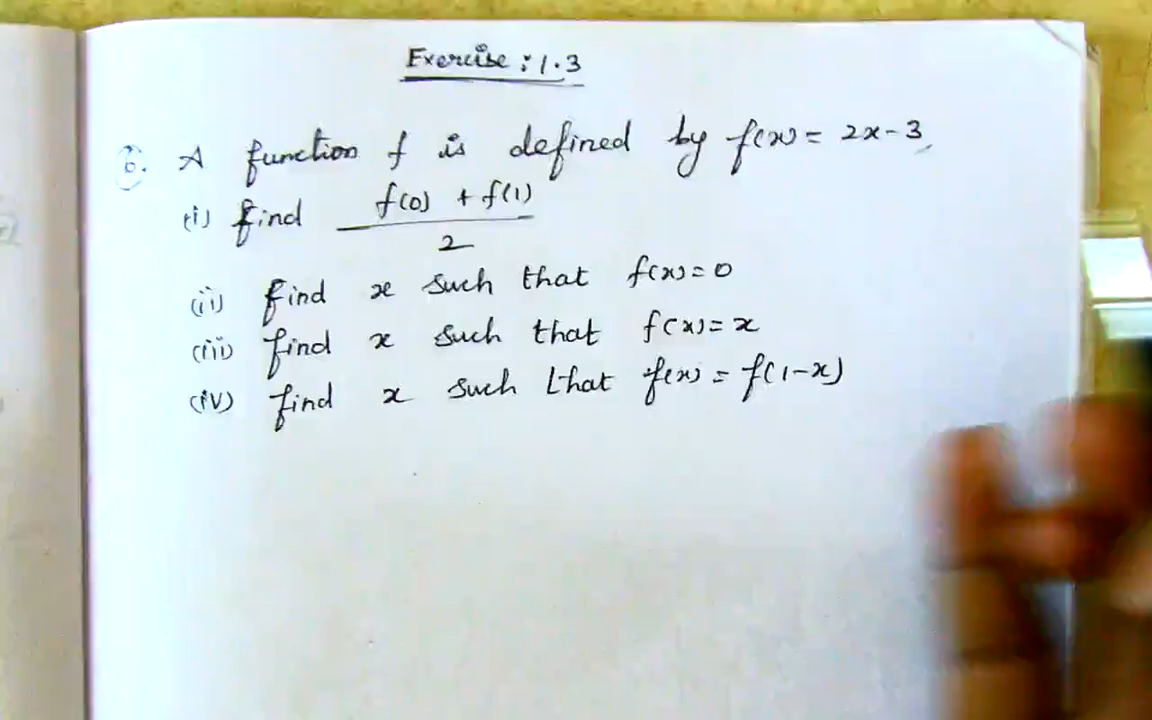 Exercise : 1.3
6. A function f is defined by f(x) = 2x-3
(i) find f(0) + f(1) / 2
(ii) find x such that f(x) = 0
(iii) find x such that f(x) = x
(iv) find x such that f(x) = f(1-x)